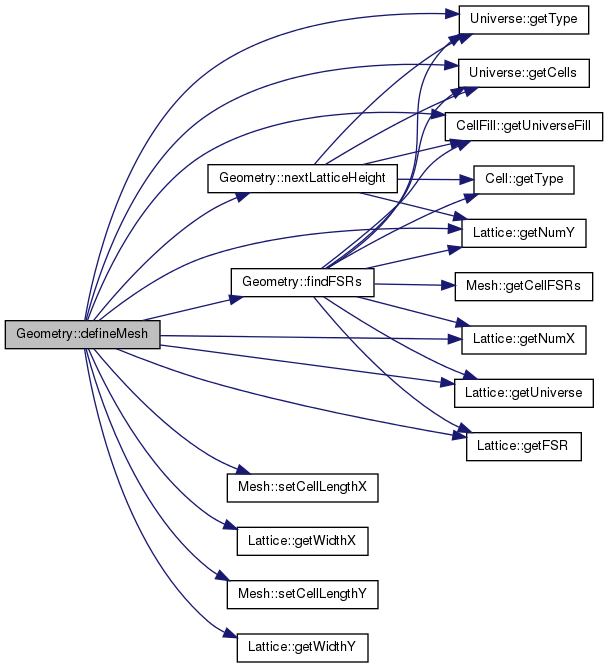 Universe::getType
Universe::getCells
CellFill::getUniverseFill
Geometry::nextLatticeHeight
Cell::getType
Lattice::getNumY
Geometry::findFSRs
Mesh::getCellFSRs
Geometry::defineMesh
Lattice::getNumX
Lattice::getUniverse
Lattice::getFSR
Mesh::setCellLengthX
Lattice::getWidthX
Mesh::setCellLengthY
Lattice::getWidthY